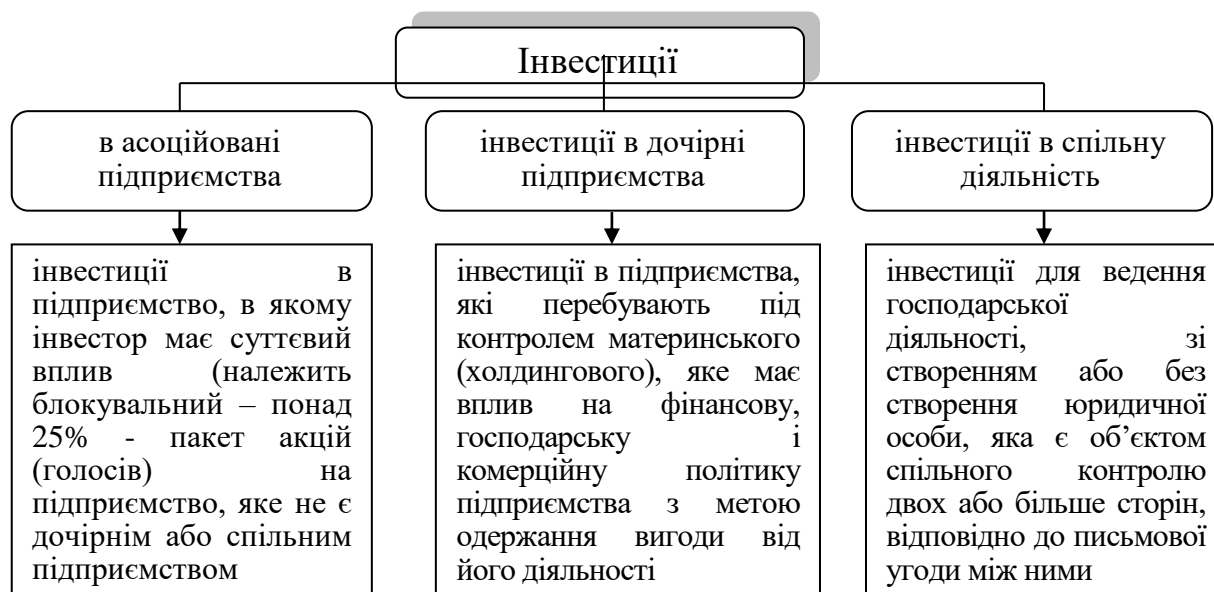 Інвестиції
в асоційовані
підприємства
інвестиції в дочірні
підприємства
інвестиції в спільну
діяльність
інвестиції в
підприємство, в якому
інвестор має суттєвий
вплив (належить
блокувальний – понад
25% - пакет акцій
(голосів) на
підприємство, яке не є
дочірнім або спільним
підприємством
інвестиції в підприємства,
які перебувають під
контролем материнського
(холдингового), яке має
вплив на фінансову,
господарську і
комерційну політику
підприємства з метою
одержання вигоди від
його діяльності
інвестиції для ведення
господарської
діяльності, зі
створенням або без
створення юридичної
особи, яка є об’єктом
спільного контролю
двох або більше сторін,
відповідно до письмової
угоди між ними